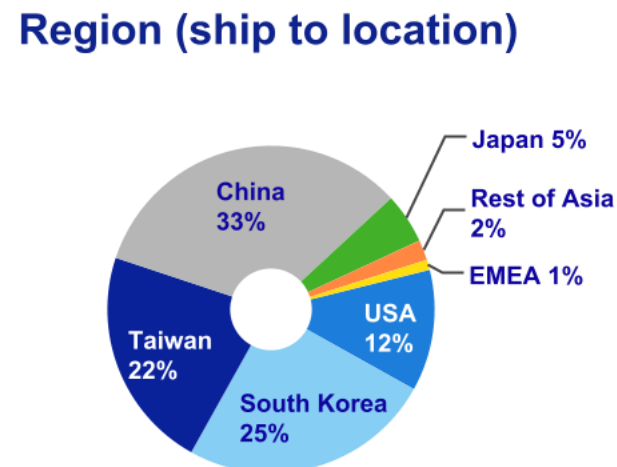 Region (ship to location)
Japan 5%
China
33%
Rest of Asia
2%
EMEA 1%
USA
12%
Taiwan
22%
South Korea
25%